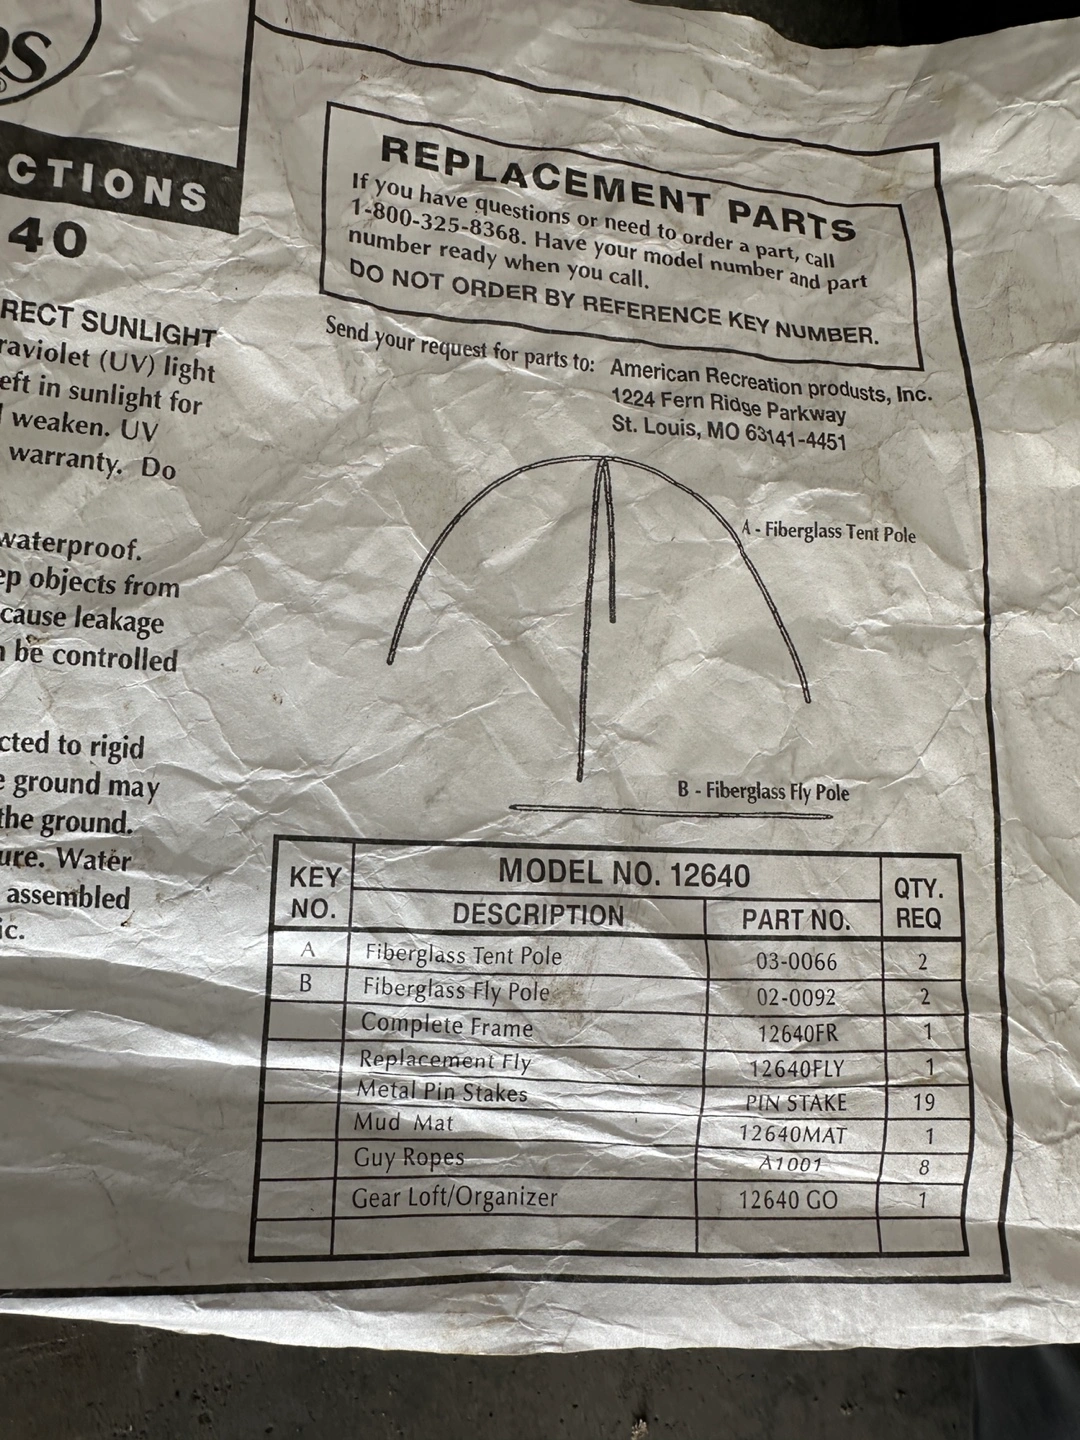 OS
®
CTIONS
40
RECT SUNLIGHT
raviolet (UV) light
eft in sunlight for
weaken. UV
warranty. Do
waterproof.
ep objects from
cause leakage
n be controlled
cted to rigid
e ground may
the ground.
ure. Water
assembled
ic.
REPLACEMENT PARTS
If you have questions or need to order a part, call
1-800-325-8368. Have your model number and part
number ready when you call.
DO NOT ORDER BY REFERENCE KEY NUMBER.
Send your request for parts to: American Recreation produsts, Inc.
1224 Fern Ridge Parkway
St. Louis, MO 63141-4451
A - Fiberglass Tent Pole
B - Fiberglass Fly Pole
KEY NO. MODEL NO. 12640 QTY. REQ
DESCRIPTION PART NO.
A Fiberglass Tent Pole 03-0066 2
B Fiberglass Fly Pole 02-0092 2
Complete Frame 12640FR 1
Replacement Fly 12640FLY 1
Metal Pin Stakes PIN STAKE 19
Mud Mat 12640MAT 1
Guy Ropes A1001 8
Gear Loft/Organizer 12640 GO 1